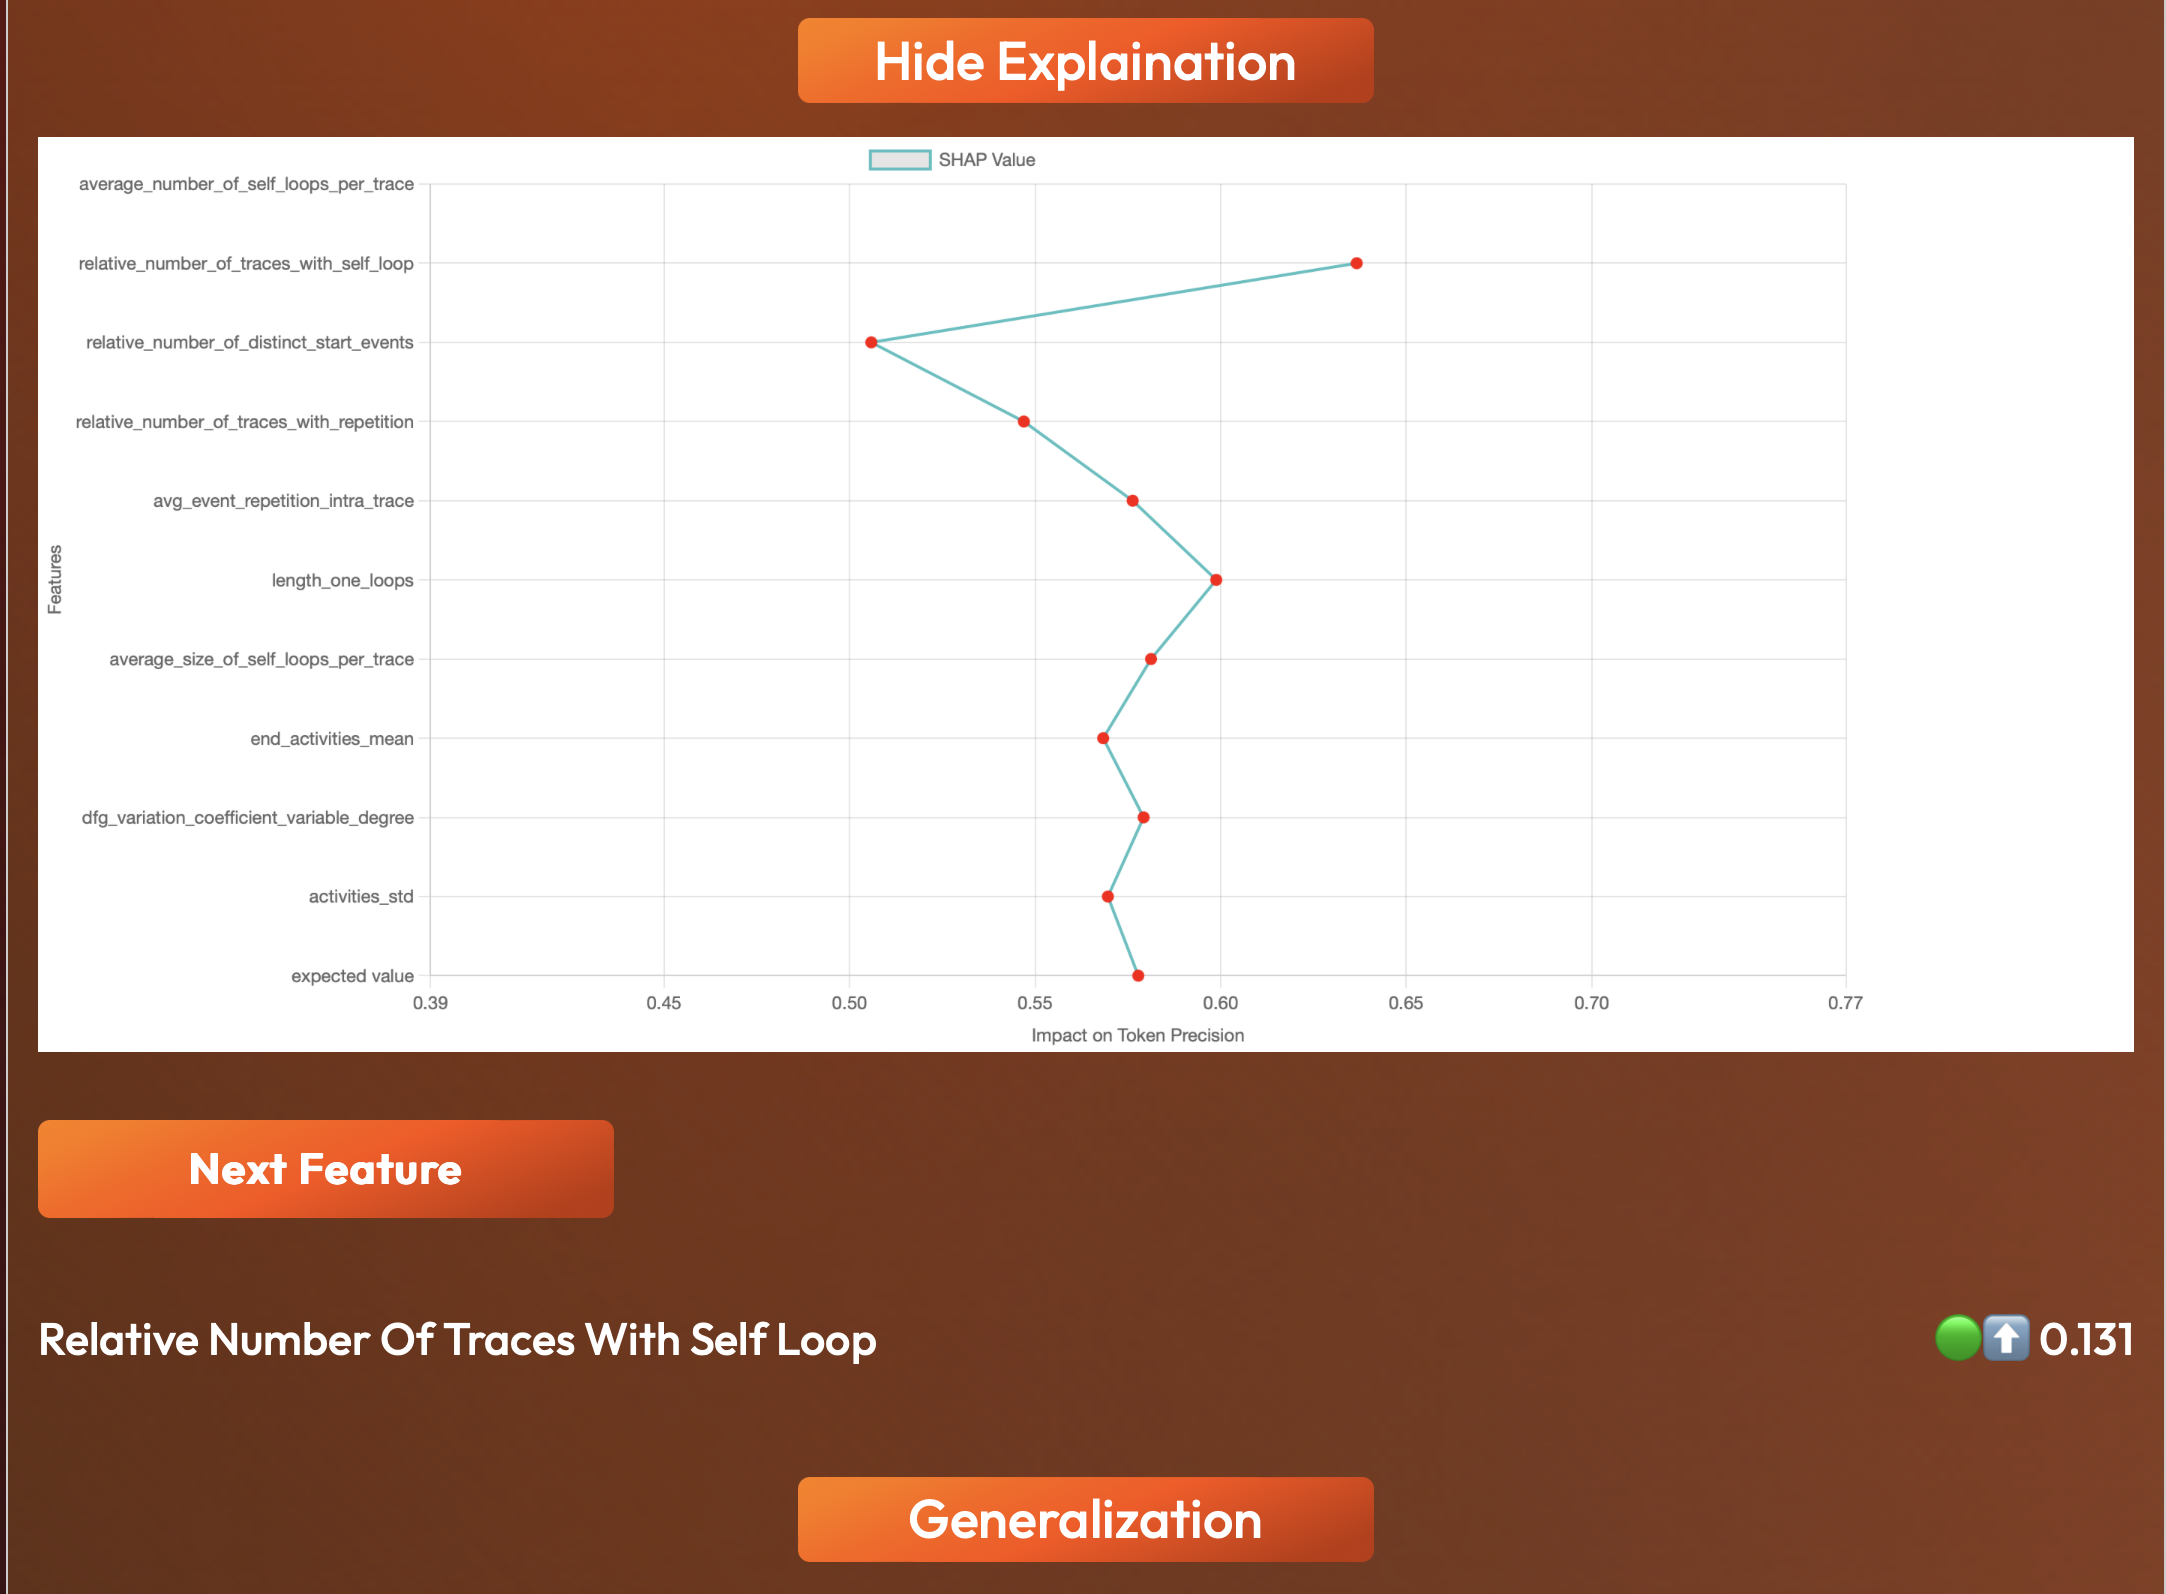 Hide Explaination
SHAP Value
average_number_of_self_loops_per_trace
relative_number_of_traces_with_self_loop
relative_number_of_distinct_start_events
relative_number_of_traces_with_repetition
avg_event_repetition_intra_trace
length_one_loops
average_size_of_self_loops_per_trace
end_activities_mean
dfg_variation_coefficient_variable_degree
activities_std
expected value
Features
0.39 0.45 0.50 0.55 0.60 0.65 0.70 0.77
Impact on Token Precision
Next Feature
Relative Number Of Traces With Self Loop 0.131
Generalization